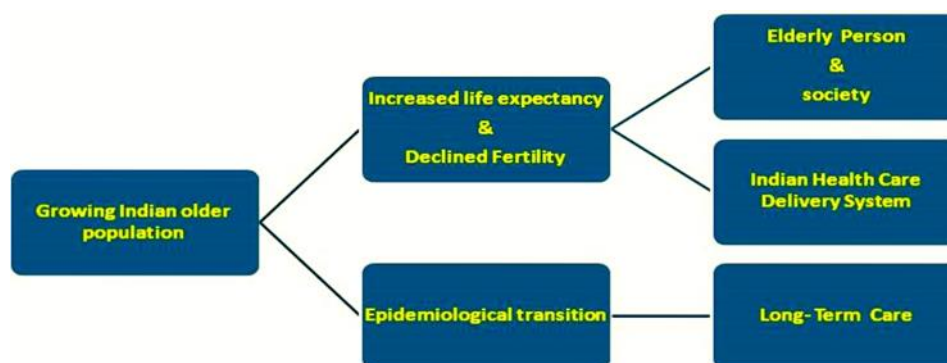 Growing Indian older
population
Increased life expectancy
&
Declined Fertility
Epidemiological transition
Elderly Person
&
society
Indian Health Care
Delivery System
Long-Term Care